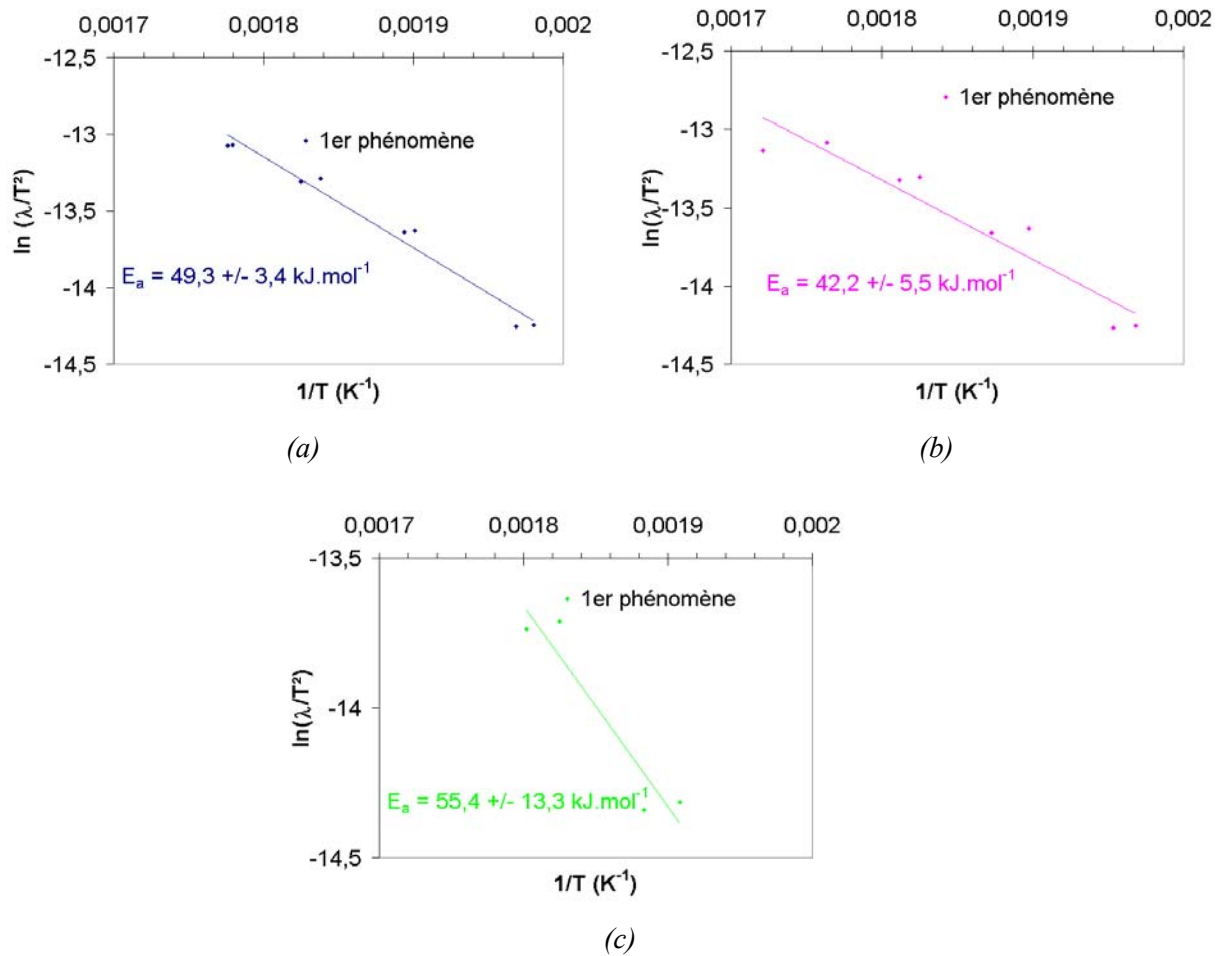 0,0017 0,0018 0,0019 0,002
-12,5
-13
-13,5
-14
-14,5
ln (λ/T²)
1er phénomène
Eₐ = 49,3 +/- 3,4 kJ.mol⁻¹
1/T (K⁻¹)
(a)
0,0017 0,0018 0,0019 0,002
-12,5
-13
-13,5
-14
-14,5
ln(λ/T²)
1er phénomène
Eₐ = 42,2 +/- 5,5 kJ.mol⁻¹
1/T (K⁻¹)
(b)
0,0017 0,0018 0,0019 0,002
-13,5
-14
-14,5
ln(λ/T²)
1er phénomène
Eₐ = 55,4 +/- 13,3 kJ.mol⁻¹
1/T (K⁻¹)
(c)